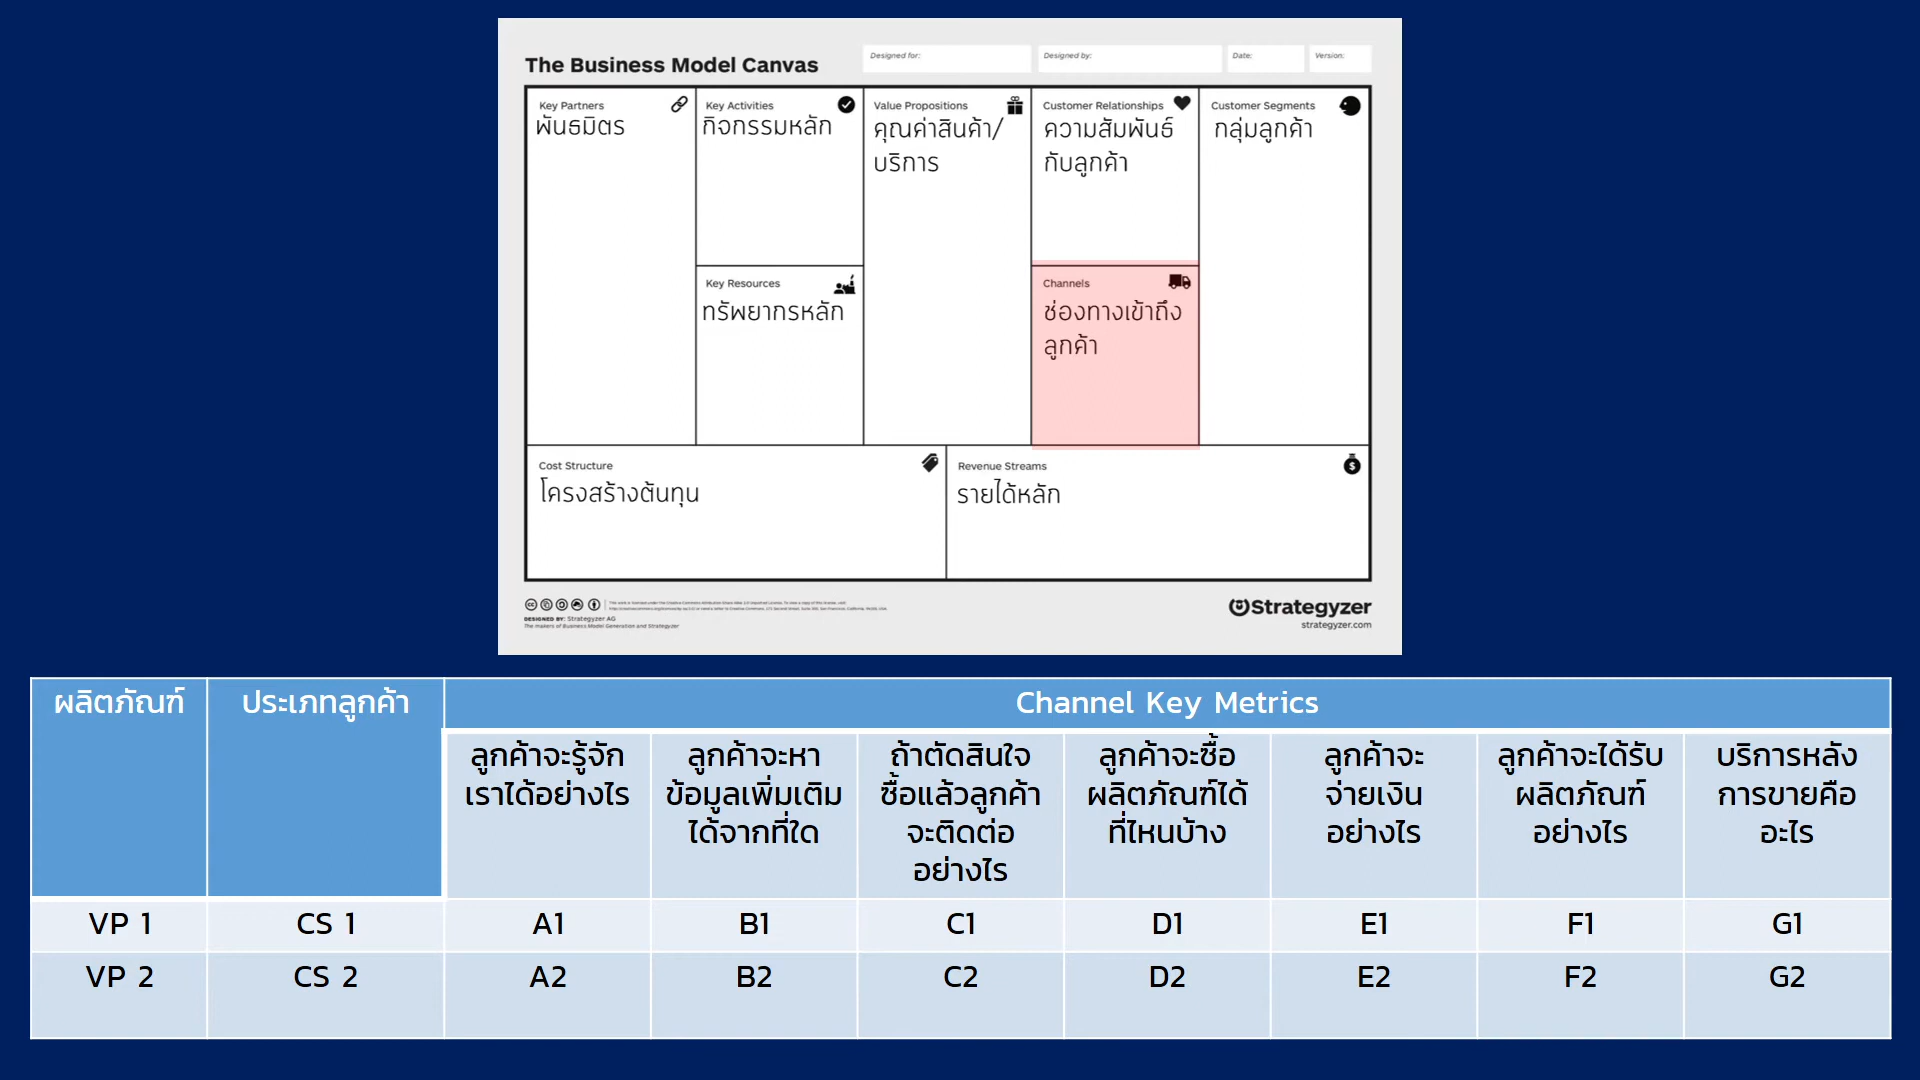 The Business Model Canvas
Designed for:
Designed by:
Date:
Version:
Key Partners
พันธมิตร
Key Activities
กิจกรรมหลัก
Value Propositions
คุณค่าสินค้า/
บริการ
Customer Relationships
ความสัมพันธ์
กับลูกค้า
Customer Segments
กลุ่มลูกค้า
Key Resources
ทรัพยากรหลัก
Channels
ช่องทางเข้าถึง
ลูกค้า
Cost Structure
โครงสร้างต้นทุน
Revenue Streams
รายได้หลัก
DESIGNED BY: Strategyzer AG
The makers of Business Model Generation and Strategyzer
Strategyzer
strategyzer.com
ผลิตภัณฑ์
ประเภทลูกค้า
Channel Key Metrics
ลูกค้าจะรู้จัก
เราได้อย่างไร
ลูกค้าจะหา
ข้อมูลเพิ่มเติม
ได้จากที่ใด
ถ้าตัดสินใจ
ซื้อแล้วลูกค้า
จะติดต่อ
อย่างไร
ลูกค้าจะซื้อ
ผลิตภัณฑ์ได้
ที่ไหนบ้าง
ลูกค้าจะ
จ่ายเงิน
อย่างไร
ลูกค้าจะได้รับ
ผลิตภัณฑ์
อย่างไร
บริการหลัง
การขายคือ
อะไร
VP 1 CS 1 A1 B1 C1 D1 E1 F1 G1
VP 2 CS 2 A2 B2 C2 D2 E2 F2 G2